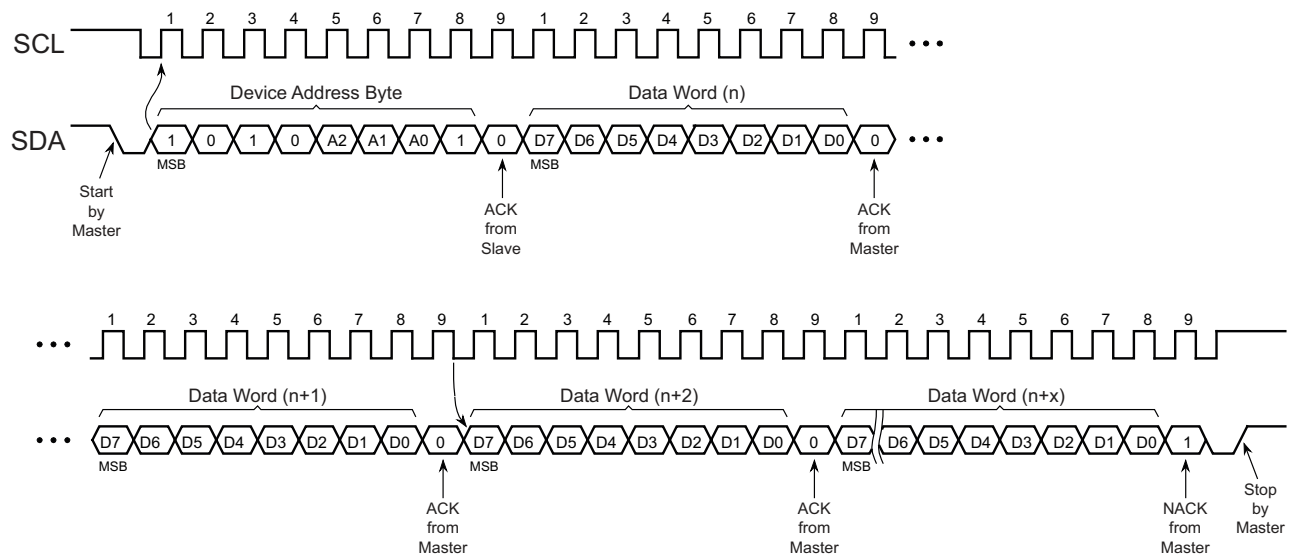 1 2 3 4 5 6 7 8 9 1 2 3 4 5 6 7 8 9
SCL
Device Address Byte Data Word (n)
SDA 1 0 1 0 A2 A1 A0 1 0 D7 D6 D5 D4 D3 D2 D1 D0 0
MSB MSB
Start
by
Master
ACK
from
Slave
ACK
from
Master
1 2 3 4 5 6 7 8 9 1 2 3 4 5 6 7 8 9 1 2 3 4 5 6 7 8 9
Data Word (n+1) Data Word (n+2) Data Word (n+x)
D7 D6 D5 D4 D3 D2 D1 D0 0 D7 D6 D5 D4 D3 D2 D1 D0 0 D7 D6 D5 D4 D3 D2 D1 D0 1
MSB MSB MSB
ACK
from
Master
ACK
from
Master
NACK
from
Master
Stop
by
Master